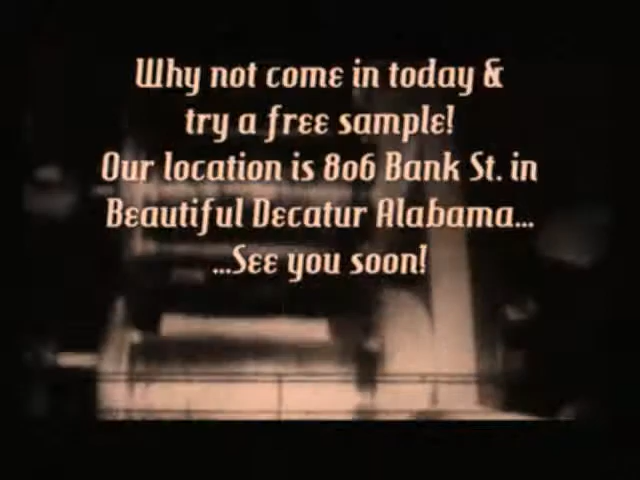 Why not come in today &
try a free sample!
Our location is 806 Bank St. in
Beautiful Decatur Alabama...
...See you soon!